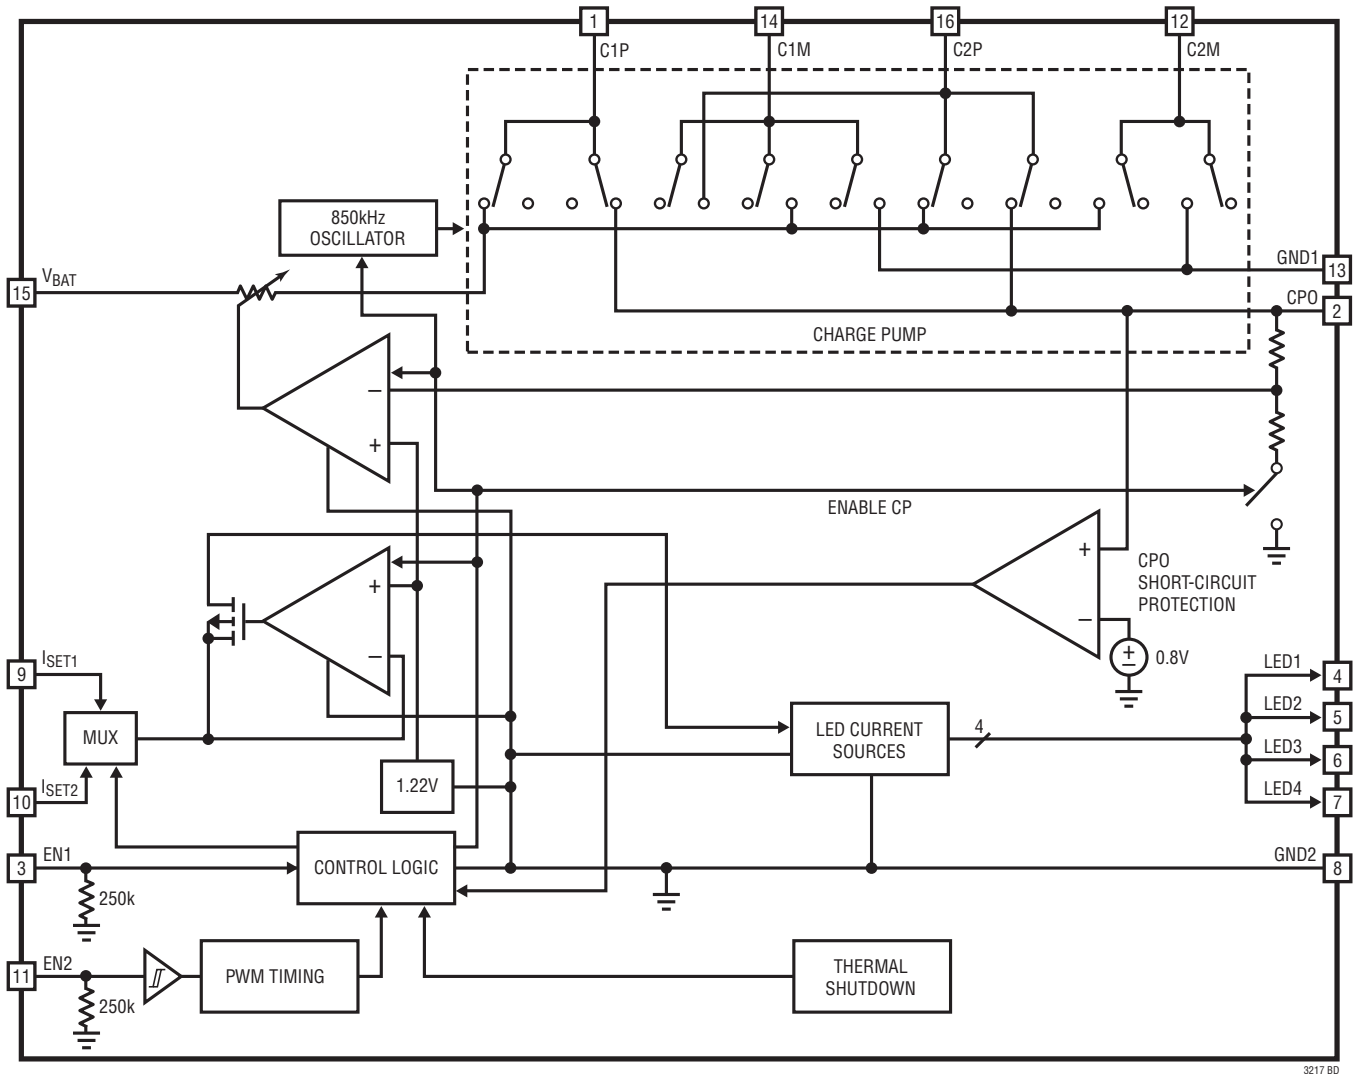 1
14
16
12
C1P
C1M
C2P
C2M
850kHz
OSCILLATOR
GND1
13
VBAT
15
CPO
2
CHARGE PUMP
–
+
ENABLE CP
+
–
+
–
CPO
SHORT-CIRCUIT
PROTECTION
+
–
0.8V
ISET1
9
MUX
ISET2
10
1.22V
LED CURRENT
SOURCES
4
LED1
4
LED2
5
LED3
6
LED4
7
EN1
3
250k
CONTROL LOGIC
GND2
8
EN2
11
250k
PWM TIMING
THERMAL
SHUTDOWN
3217 BD